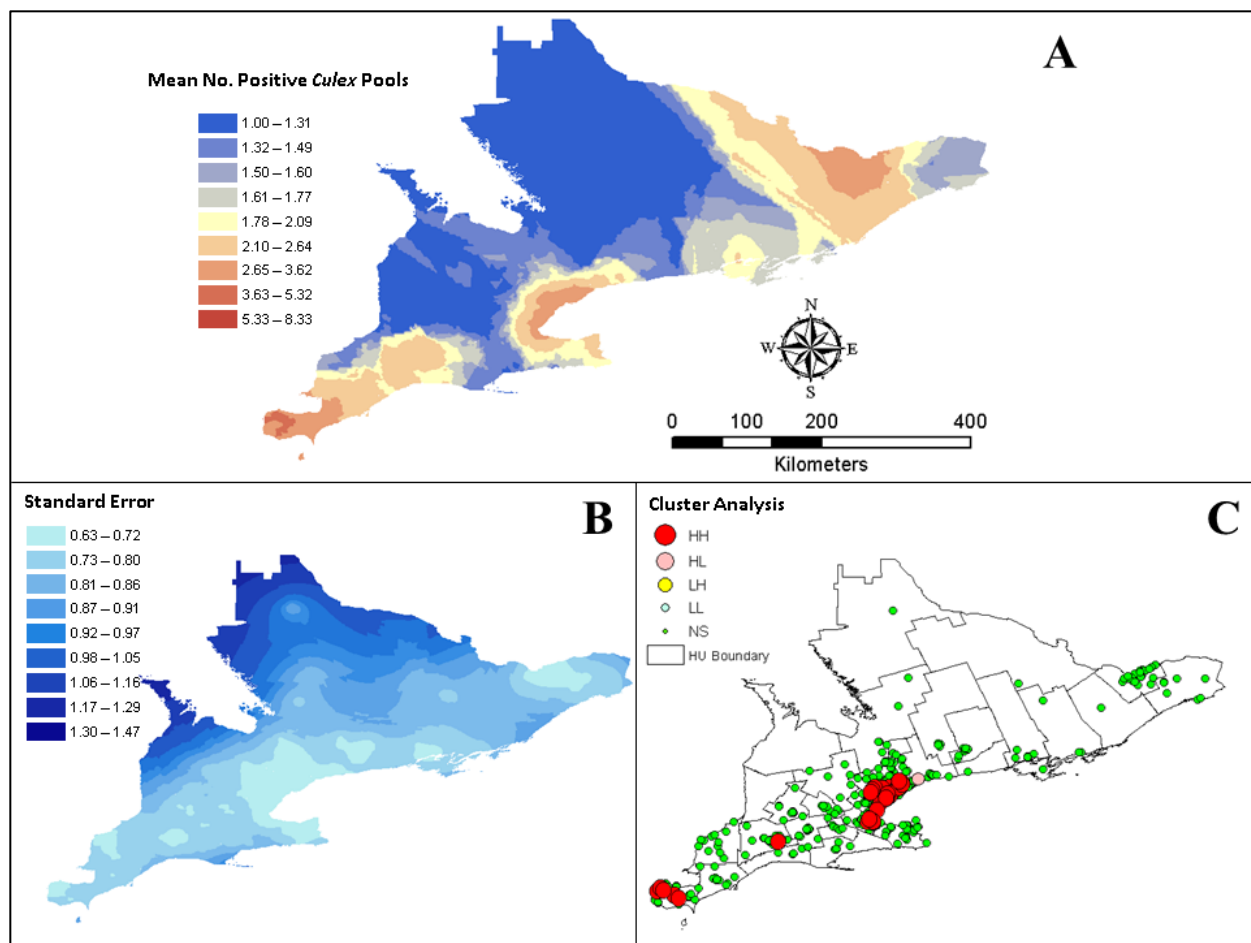 A
Mean No. Positive Culex Pools
1.00 – 1.31
1.32 – 1.49
1.50 – 1.60
1.61 – 1.77
1.78 – 2.09
2.10 – 2.64
2.65 – 3.62
3.63 – 5.32
5.33 – 8.33
N
W E
S
0 100 200 400
Kilometers
Standard Error
B
0.63 – 0.72
0.73 – 0.80
0.81 – 0.86
0.87 – 0.91
0.92 – 0.97
0.98 – 1.05
1.06 – 1.16
1.17 – 1.29
1.30 – 1.47
Cluster Analysis
C
HH
HL
LH
LL
NS
HU Boundary